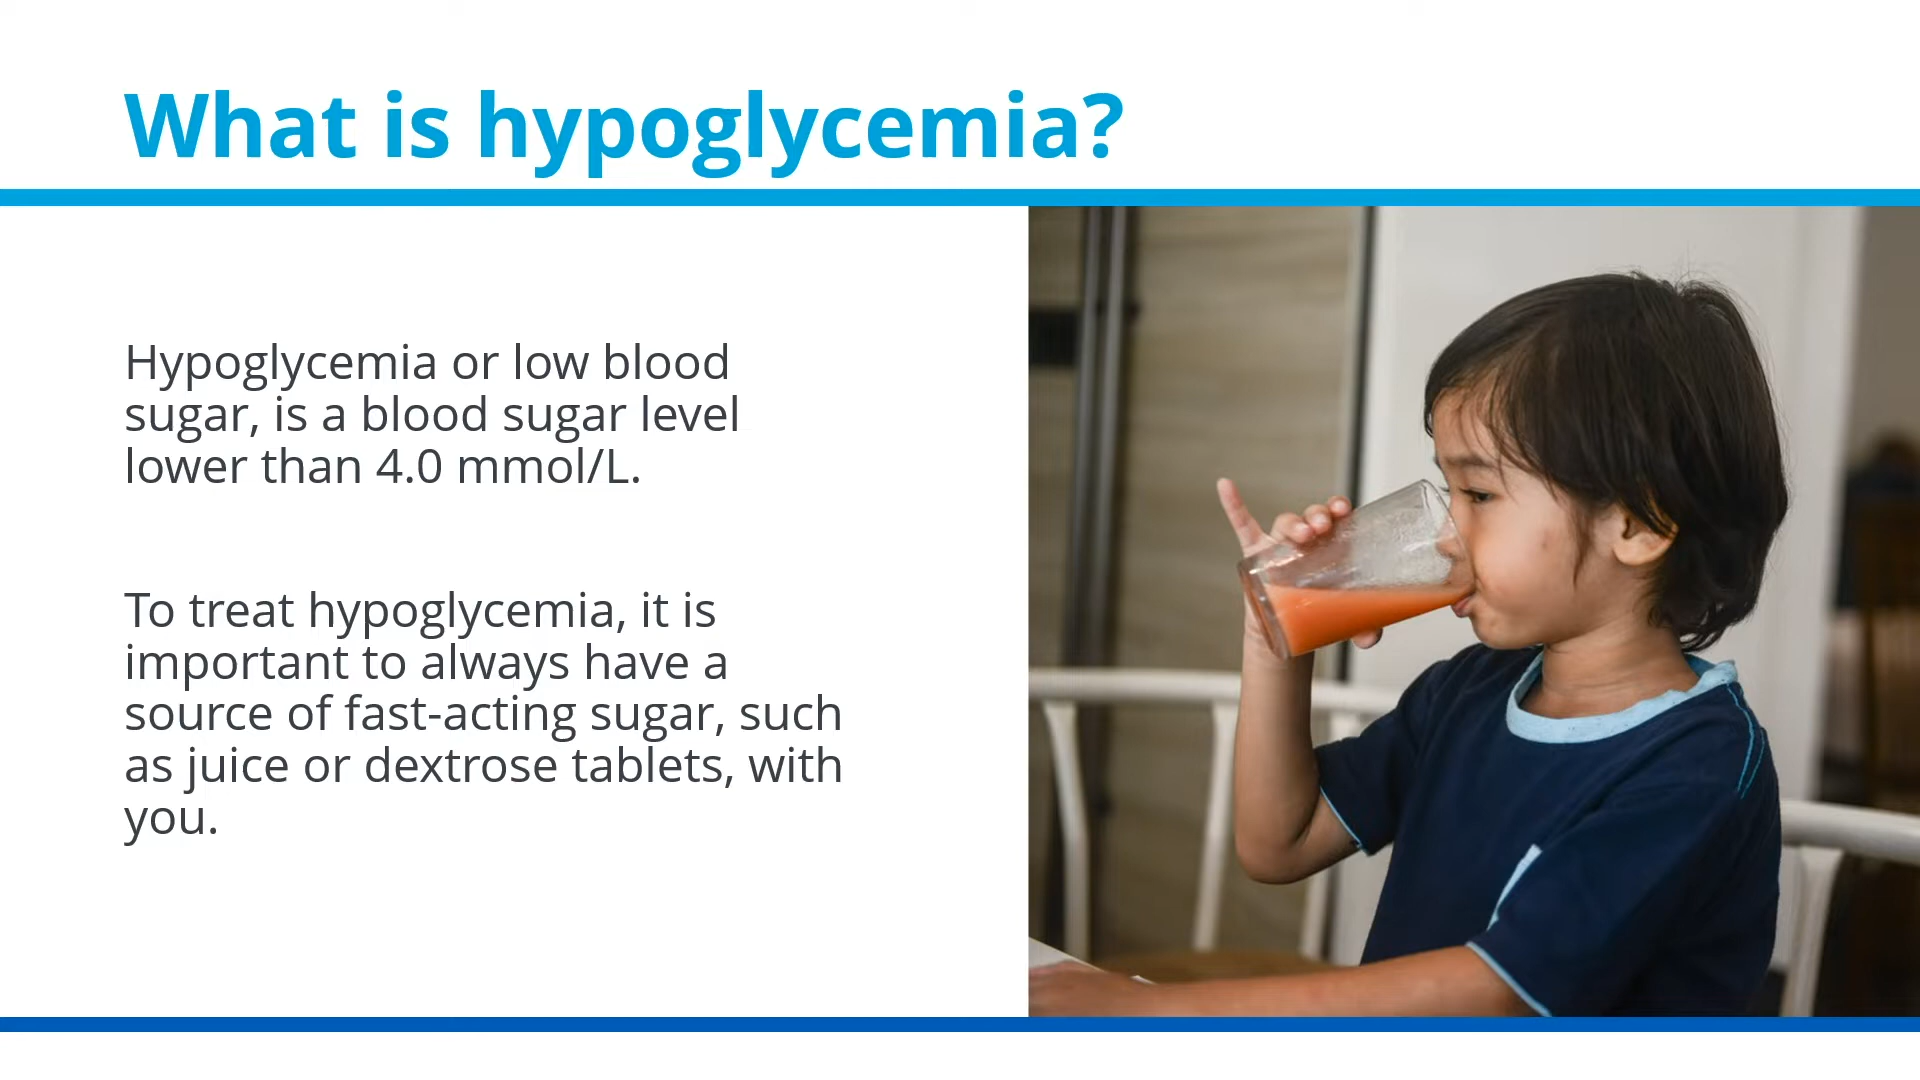 What is hypoglycemia?
Hypoglycemia or low blood
sugar, is a blood sugar level
lower than 4.0 mmol/L.
To treat hypoglycemia, it is
important to always have a
source of fast-acting sugar, such
as juice or dextrose tablets, with
you.